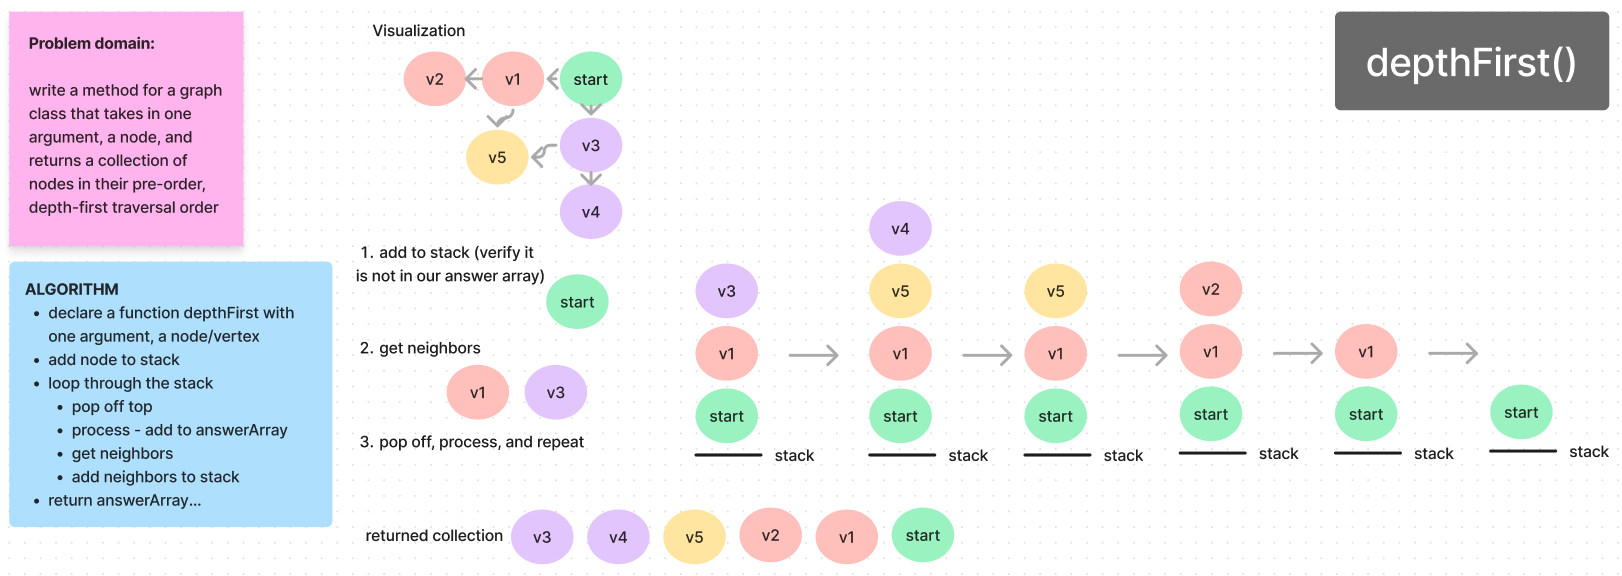 Problem domain:
write a method for a graph
class that takes in one
argument, a node, and
returns a collection of
nodes in their pre-order,
depth-first traversal order
ALGORITHM
• declare a function depthFirst with
one argument, a node/vertex
• add node to stack
• loop through the stack
• pop off top
• process - add to answerArray
• get neighbors
• add neighbors to stack
• return answerArray...
Visualization
v2 v1 start
v5 v3
v4
1. add to stack (verify it
is not in our answer array)
start
2. get neighbors
v1 v3
3. pop off, process, and repeat
v3
v1
start
stack
v4
v5
v1
start
stack
v5
v1
start
stack
v2
v1
start
stack
v1
start
stack
start
stack
returned collection v3 v4 v5 v2 v1 start
depthFirst()